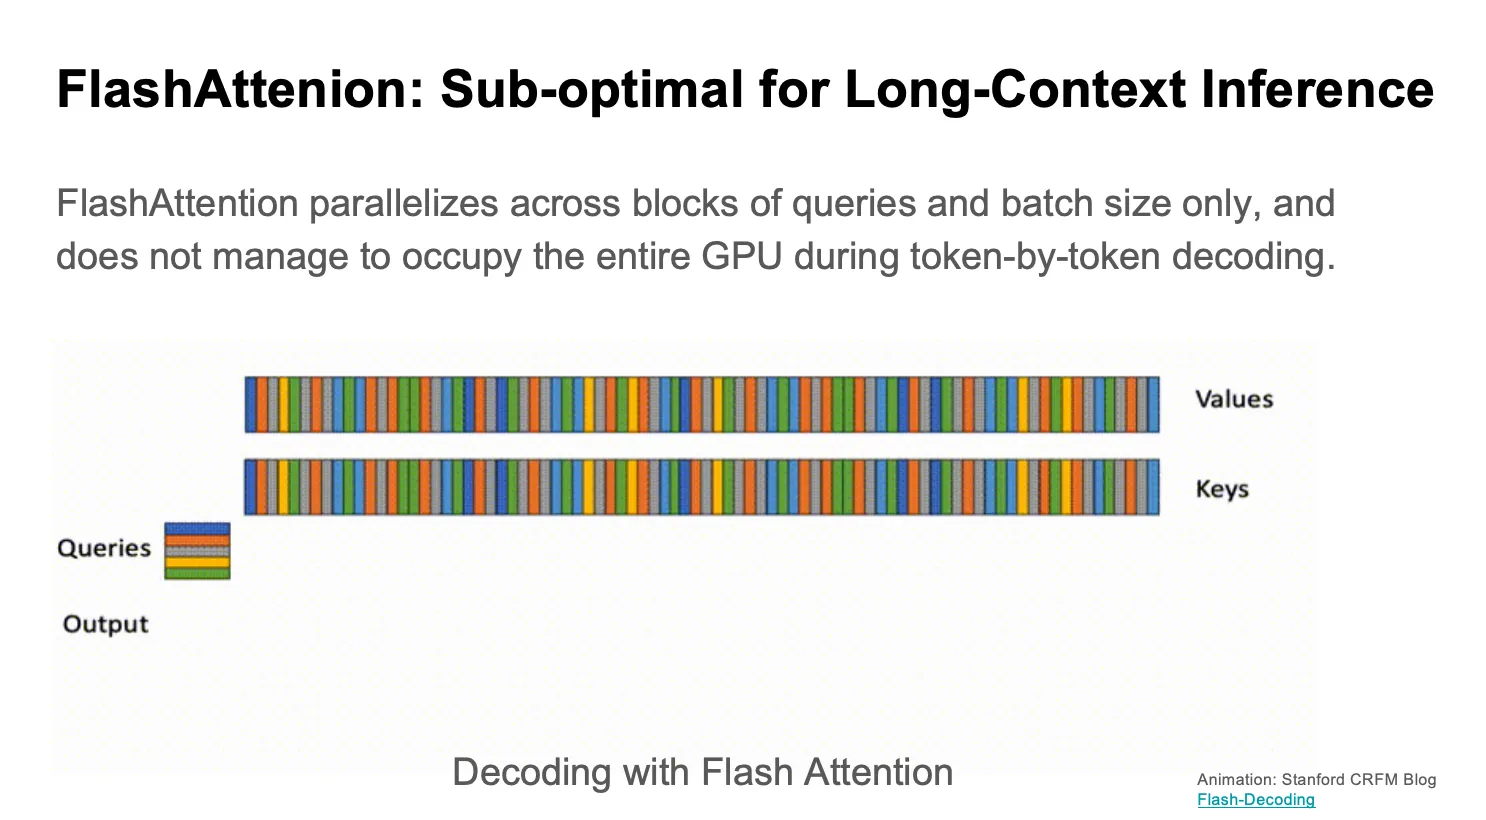 FlashAttenion: Sub-optimal for Long-Context Inference
FlashAttention parallelizes across blocks of queries and batch size only, and
does not manage to occupy the entire GPU during token-by-token decoding.
Values
Keys
Queries
Output
Decoding with Flash Attention
Animation: Stanford CRFM Blog
Flash-Decoding